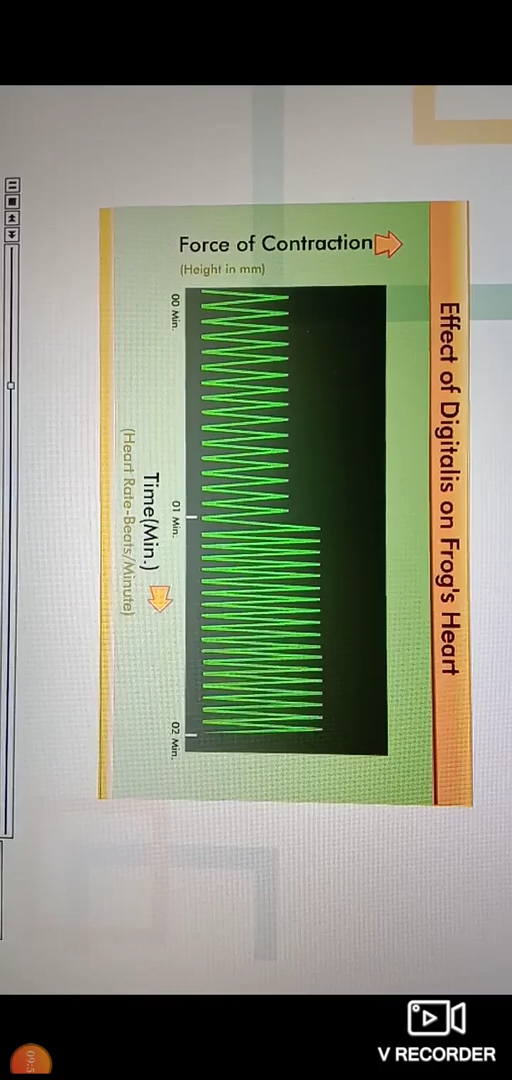 Effect of Digitalis on Frog's Heart
Force of Contraction
(Height in mm)
00 Min.
01 Min.
02 Min.
Time(Min.)
(Heart Rate-Beats/Minute)
V RECORDER